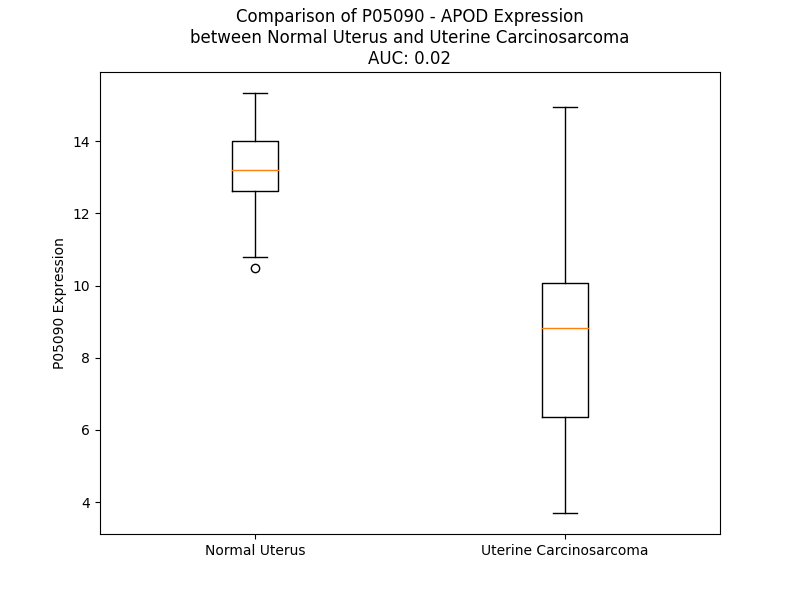 Comparison of P05090 - APOD Expression
between Normal Uterus and Uterine Carcinosarcoma
AUC: 0.02
14
12
10
8
6
4
P05090 Expression
Normal Uterus
Uterine Carcinosarcoma